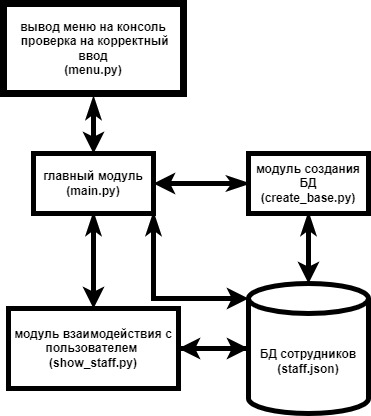 вывод меню на консоль
проверка на корректный
ввод
(menu.py)
главный модуль
(main.py)
модуль создания
БД
(create_base.py)
модуль взаимодействия с
пользователем
(show_staff.py)
БД сотрудников
(staff.json)